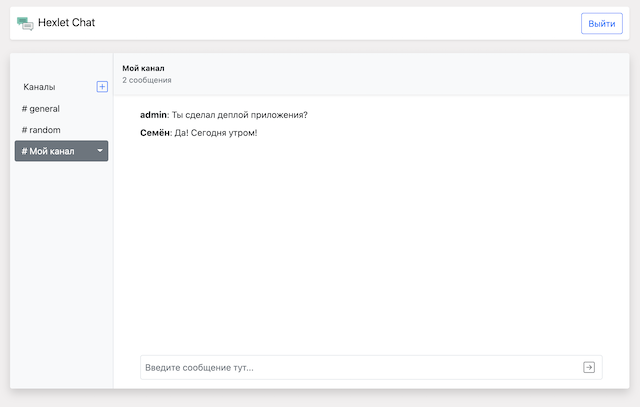 Hexlet Chat
Выйти
Каналы
# general
# random
# Мой канал
Мой канал
2 сообщения
admin: Ты сделал деплой приложения?
Семён: Да! Сегодня утром!
Введите сообщение тут...